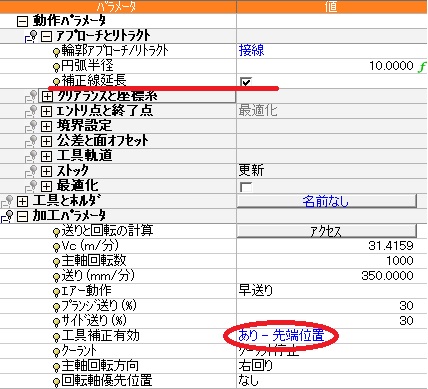 パラメータ 値
動作パラメータ
アプローチとリトラクト
輪郭アプローチ/リトラクト 接線
円弧半径 10.0000 f
補正線延長
クリアランスと座標系
エントリ点と終了点 最適化
境界設定
公差と面オフセット
工具軌道
ストック 更新
最適化
工具とホルダ 名前なし
加工パラメータ
送りと回転の計算 アクセス
Vc (m/分) 31.4159
主軸回転数 1000
送り (mm/分) 350.0000
エアー動作 早送り
プランジ送り (%) 30
サイド送り (%) 30
工具補正有効 あり - 先端位置
クーラント クーラント停止
主軸回転方向 右回り
回転軸優先位置 なし